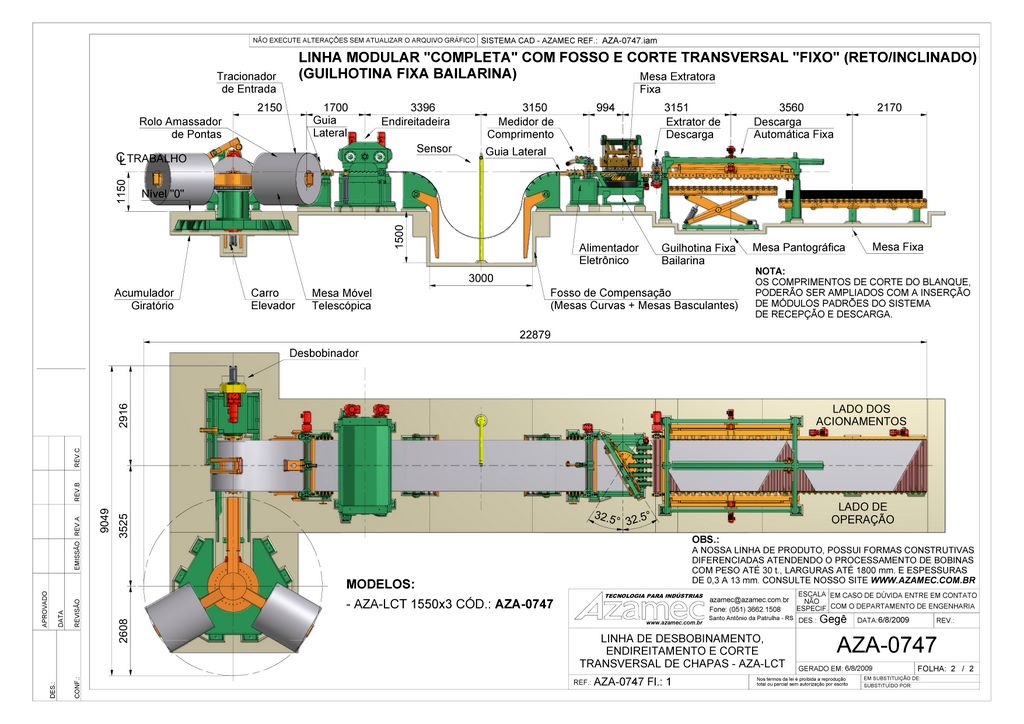 NÃO EXECUTE ALTERAÇÕES SEM ATUALIZAR O ARQUIVO GRÁFICO
SISTEMA CAD - AZAMEC REF.: AZA-0747.iam
LINHA MODULAR "COMPLETA" COM FOSSO E CORTE TRANSVERSAL "FIXO" (RETO/INCLINADO)
(GUILHOTINA FIXA BAILARINA)
Tracionador
de Entrada
Mesa Extratora
Fixa
2150
1700
3396
3150
994
3151
3560
2170
Rolo Amassador
de Pontas
Guia
Lateral
Endireitadeira
Sensor
Medidor de
Comprimento
Guia Lateral
Extrator de
Descarga
Descarga
Automática Fixa
℄ TRABALHO
1150
Nível "0"
1500
3000
Acumulador
Giratório
Carro
Elevador
Mesa Móvel
Telescópica
Fosso de Compensação
(Mesas Curvas + Mesas Basculantes)
Alimentador
Eletrônico
Guilhotina Fixa
Bailarina
Mesa Pantográfica
Mesa Fixa
NOTA:
OS COMPRIMENTOS DE CORTE DO BLANQUE,
PODERÃO SER AMPLIADOS COM A INSERÇÃO
DE MÓDULOS PADRÕES DO SISTEMA
DE RECEPÇÃO E DESCARGA.
22879
Desbobinador
LADO DOS
ACIONAMENTOS
2916
9049
3525
2608
32.5° 32.5°
LADO DE
OPERAÇÃO
OBS.:
A NOSSA LINHA DE PRODUTO, POSSUI FORMAS CONSTRUTIVAS
DIFERENCIADAS ATENDENDO O PROCESSAMENTO DE BOBINAS
COM PESO ATÉ 30 t., LARGURAS ATÉ 1800 mm. E ESPESSURAS
DE 0,3 A 13 mm. CONSULTE NOSSO SITE WWW.AZAMEC.COM.BR
MODELOS:
- AZA-LCT 1550x3 CÓD.: AZA-0747
TECNOLOGIA PARA INDÚSTRIAS
Azamec
www.azamec.com.br
azamec@azamec.com.br
Fone: (051) 3662.1508
Santo Antônio da Patrulha - RS
ESCALA
NÃO
ESPECIF.
EM CASO DE DÚVIDA ENTRE EM CONTATO
COM O DEPARTAMENTO DE ENGENHARIA
DES.: Gegê
DATA:6/8/2009
REV.:
LINHA DE DESBOBINAMENTO,
ENDIREITAMENTO E CORTE
TRANSVERSAL DE CHAPAS - AZA-LCT
AZA-0747
GERADO EM: 6/8/2009
FOLHA: 2 / 2
REF.: AZA-0747 Fl.: 1
Nos termos da lei é proibida a reprodução
total ou parcial sem autorização por escrito
EM SUBSTITUIÇÃO DE:
SUBSTITUÍDO POR:
REV.C
REV.B
REV.A
EMISSÃO
REVISÃO
APROVADO
DATA
DES.:
CONF.: